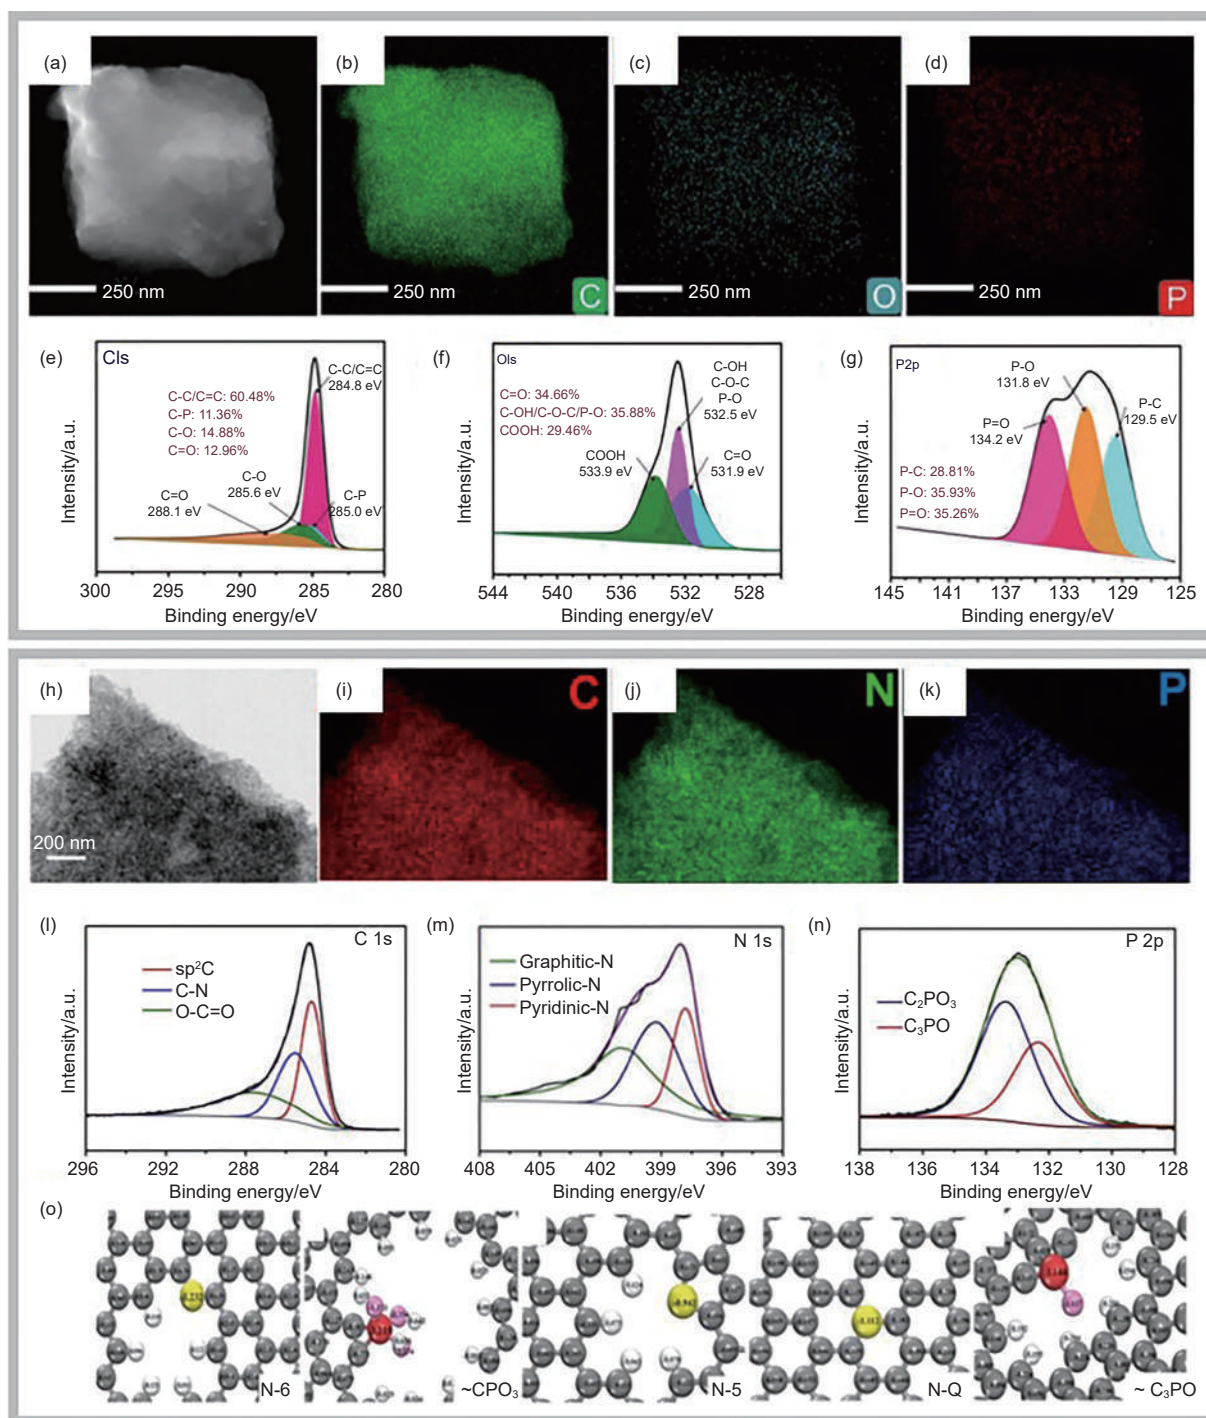 (a)
(b)
(c)
(d)
250 nm
250 nm
C
250 nm
O
250 nm
P
(e)
Cls
C-C/C=C: 60.48%
C-P: 11.36%
C-O: 14.88%
C=O: 12.96%
C-C/C=C
284.8 eV
C=O
288.1 eV
C-O
285.6 eV
C-P
285.0 eV
Intensity/a.u.
300 295 290 285 280
Binding energy/eV
(f)
Ols
C=O: 34.66%
C-OH/C-O-C/P-O: 35.88%
COOH: 29.46%
C-OH
C-O-C
P-O
532.5 eV
COOH
533.9 eV
C=O
531.9 eV
Intensity/a.u.
544 540 536 532 528
Binding energy/eV
(g)
P2p
P-O
131.8 eV
P-C
129.5 eV
P=O
134.2 eV
P-C: 28.81%
P-O: 35.93%
P=O: 35.26%
Intensity/a.u.
145 141 137 133 129 125
Binding energy/eV
(h)
200 nm
(i)
C
(j)
N
(k)
P
(l)
C 1s
sp²C
C-N
O-C=O
Intensity/a.u.
296 292 288 284 280
Binding energy/eV
(m)
N 1s
Graphitic-N
Pyrrolic-N
Pyridinic-N
Intensity/a.u.
408 405 402 399 396 393
Binding energy/eV
(n)
P 2p
C₂PO₃
C₃PO
Intensity/a.u.
138 136 134 132 130 128
Binding energy/eV
(o)
N-6
~CPO₃
N-5
N-Q
~ C₃PO